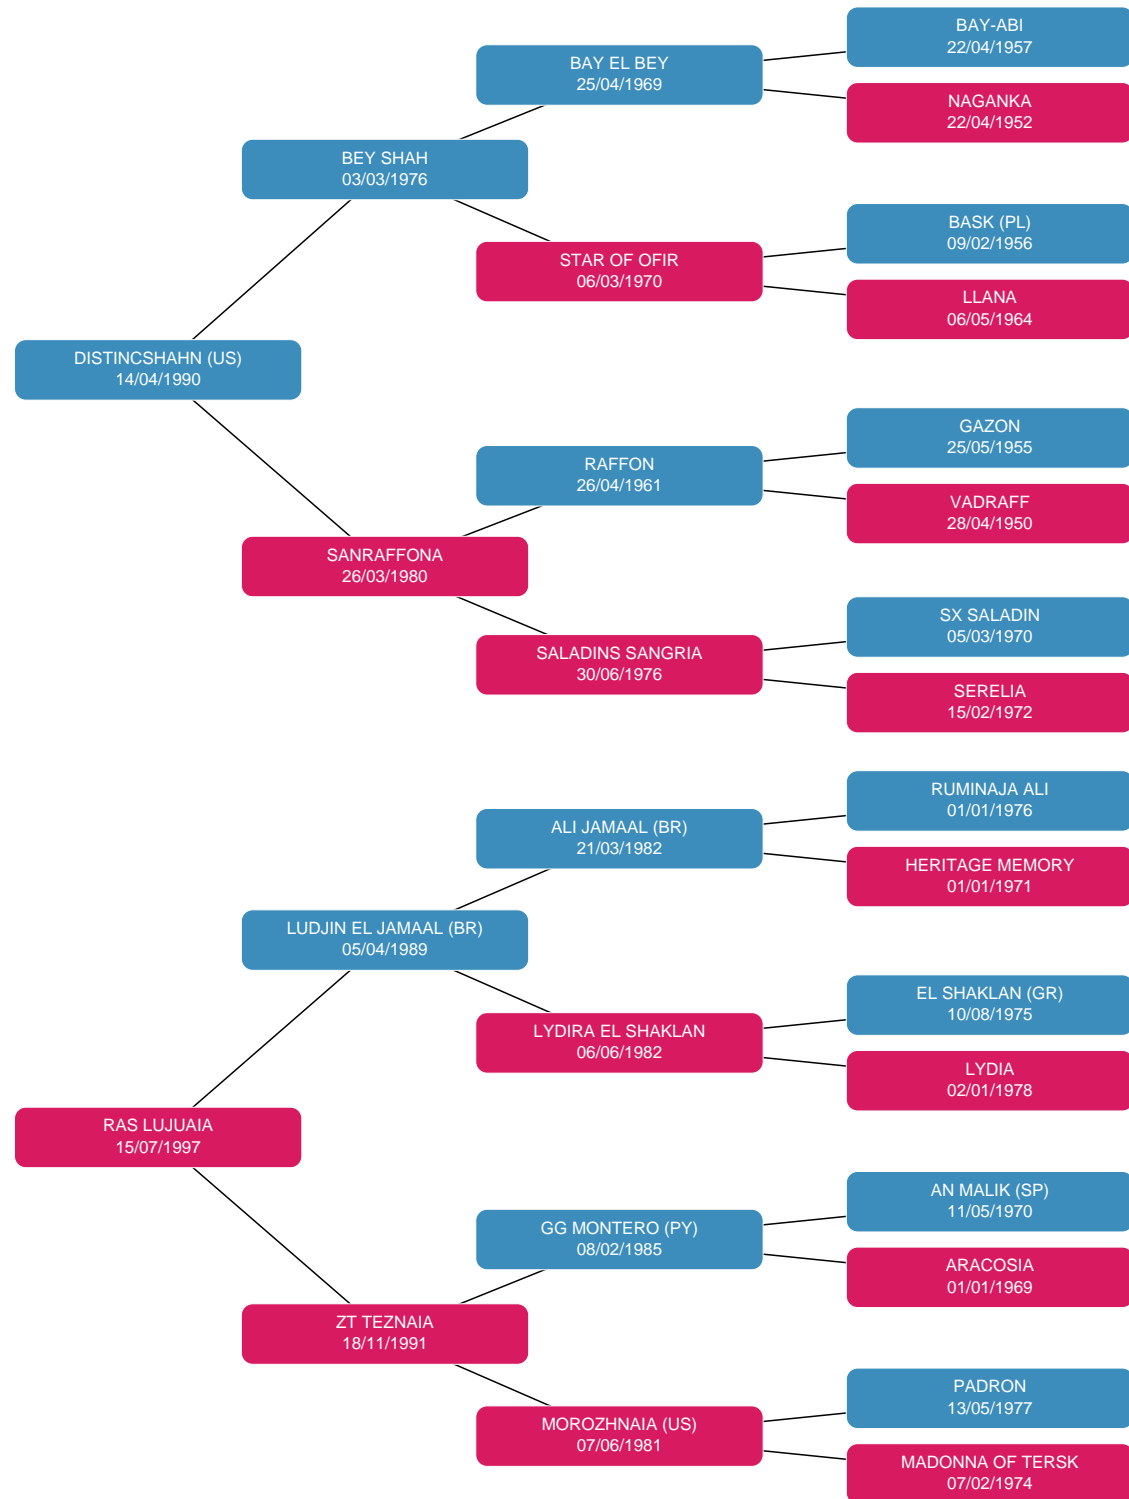 BAY-ABI
22/04/1957
BAY EL BEY
25/04/1969
NAGANKA
22/04/1952
BEY SHAH
03/03/1976
BASK (PL)
09/02/1956
STAR OF OFIR
06/03/1970
LLANA
06/05/1964
DISTINCSHAHN (US)
14/04/1990
GAZON
25/05/1955
RAFFON
26/04/1961
VADRAFF
28/04/1950
SANRAFFONA
26/03/1980
SX SALADIN
05/03/1970
SALADINS SANGRIA
30/06/1976
SERELIA
15/02/1972
RUMINAJA ALI
01/01/1976
ALI JAMAAL (BR)
21/03/1982
HERITAGE MEMORY
01/01/1971
LUDJIN EL JAMAAL (BR)
05/04/1989
EL SHAKLAN (GR)
10/08/1975
LYDIRA EL SHAKLAN
06/06/1982
LYDIA
02/01/1978
RAS LUJUAIA
15/07/1997
AN MALIK (SP)
11/05/1970
GG MONTERO (PY)
08/02/1985
ARACOSIA
01/01/1969
ZT TEZNAIA
18/11/1991
PADRON
13/05/1977
MOROZHNAIA (US)
07/06/1981
MADONNA OF TERSK
07/02/1974